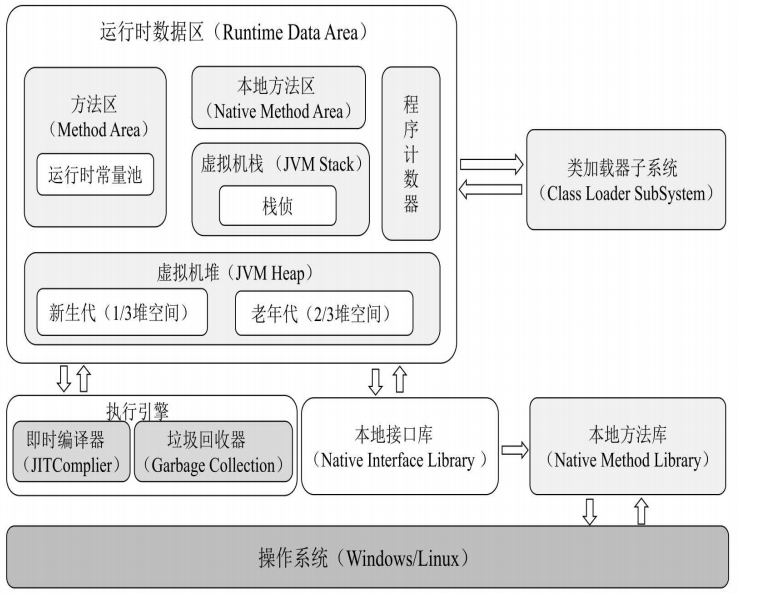 运行时数据区（Runtime Data Area）
方法区
（Method Area）
运行时常量池
本地方法区
（Native Method Area）
虚拟机栈 （JVM Stack）
栈侦
程
序
计
数
器
类加载器子系统
（Class Loader SubSystem）
虚拟机堆（JVM Heap）
新生代（1/3堆空间）
老年代（2/3堆空间）
执行引擎
即时编译器
（JITComplier）
垃圾回收器
（Garbage Collection）
本地接口库
（Native Interface Library ）
本地方法库
（Native Method Library）
操作系统（Windows/Linux）